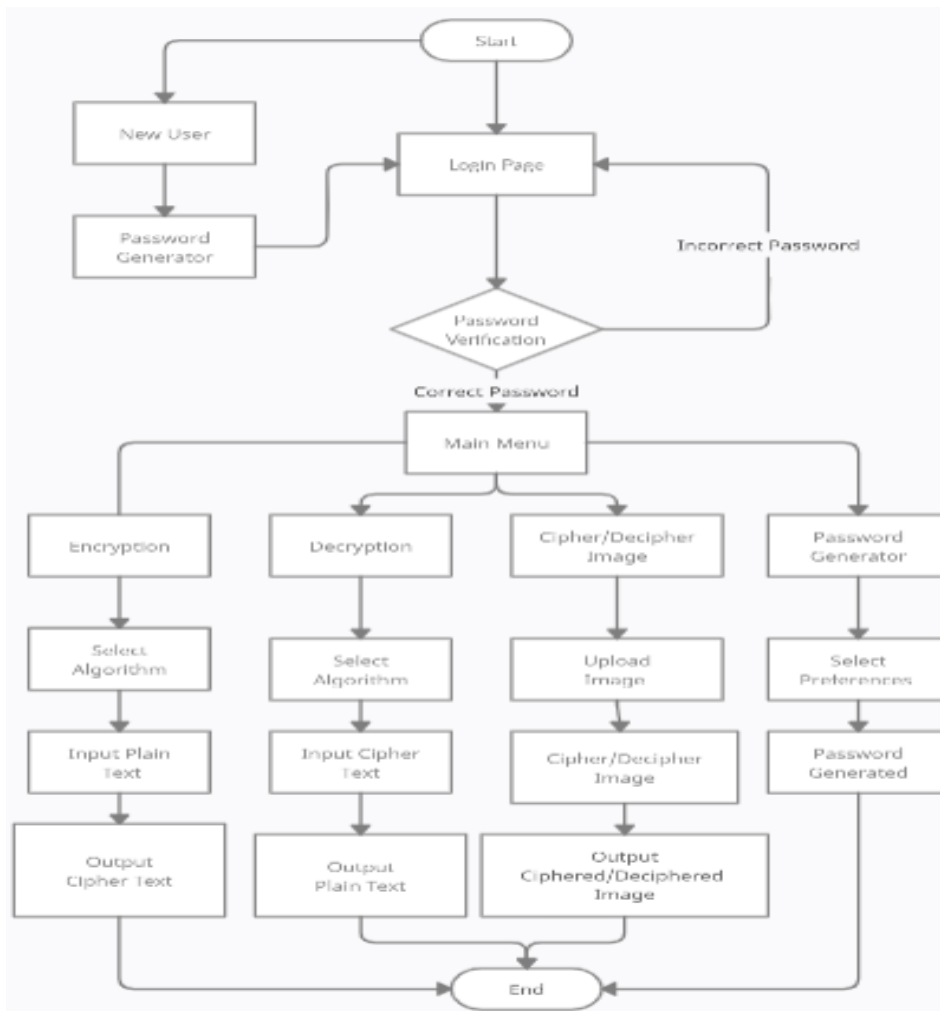 Start
New User
Login Page
Password
Generator
Incorrect Password
Password
Verification
Correct Password
Main Menu
Encryption
Decryption
Cipher/Decipher
Image
Password
Generator
Select
Algorithm
Select
Algorithm
Upload
Image
Select
Preferences
Input Plain
Text
Input Cipher
Text
Cipher/Decipher
Image
Password
Generated
Output
Cipher Text
Output
Plain Text
Output
Ciphered/Deciphered
Image
End